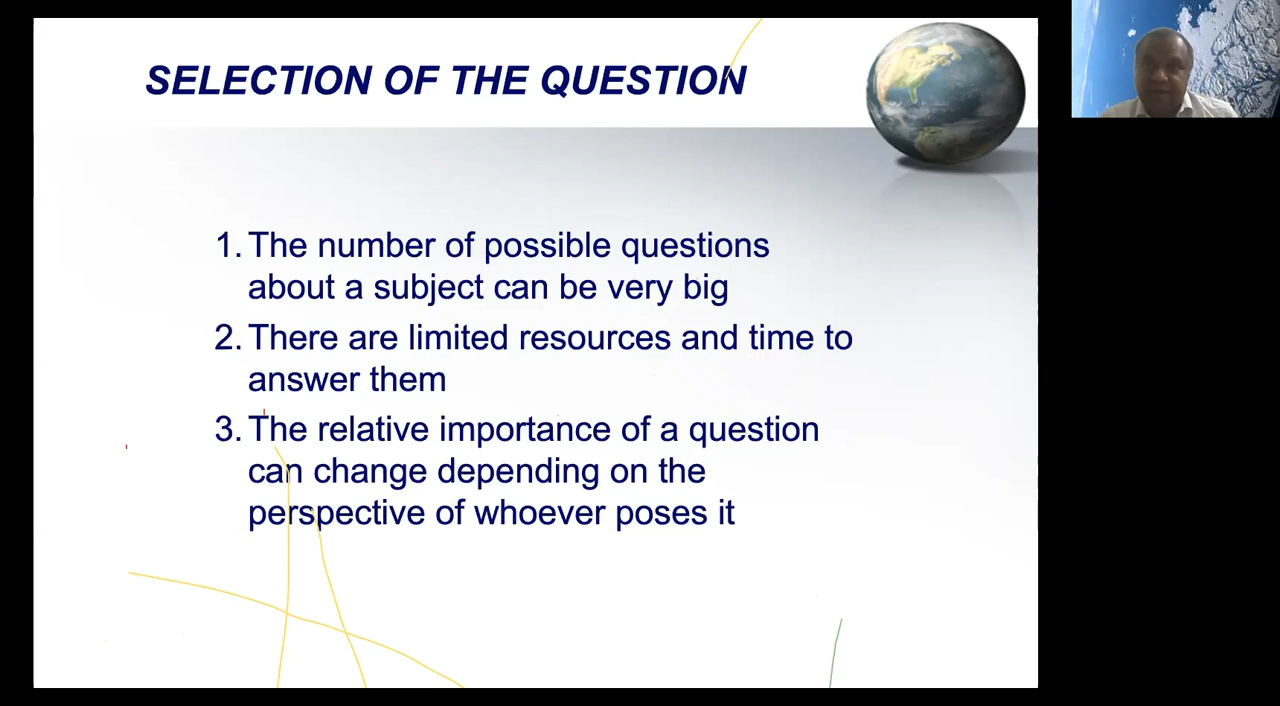 SELECTION OF THE QUESTION
1. The number of possible questions
about a subject can be very big
2. There are limited resources and time to
answer them
3. The relative importance of a question
can change depending on the
perspective of whoever poses it